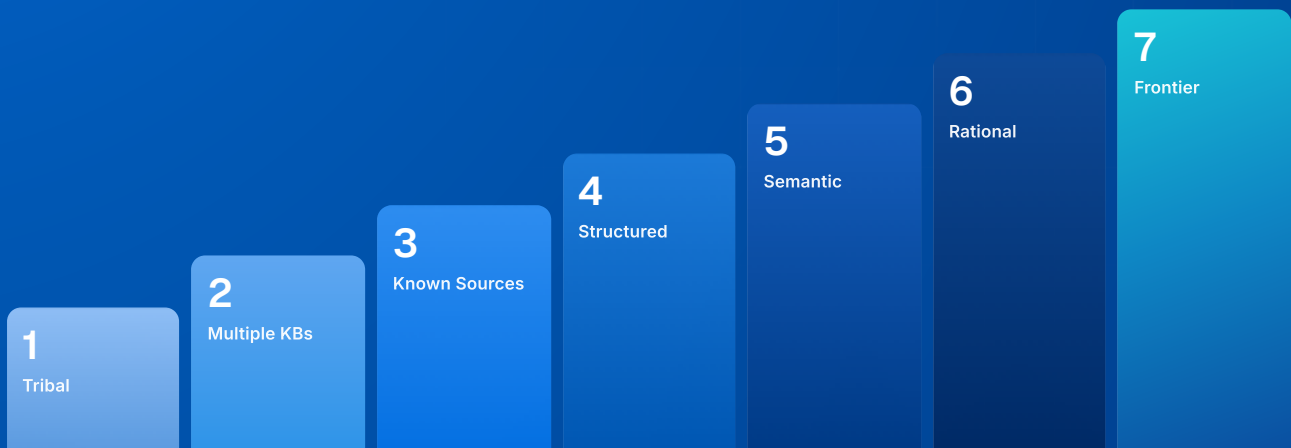 1
Tribal
2
Multiple KBs
3
Known Sources
4
Structured
5
Semantic
6
Rational
7
Frontier